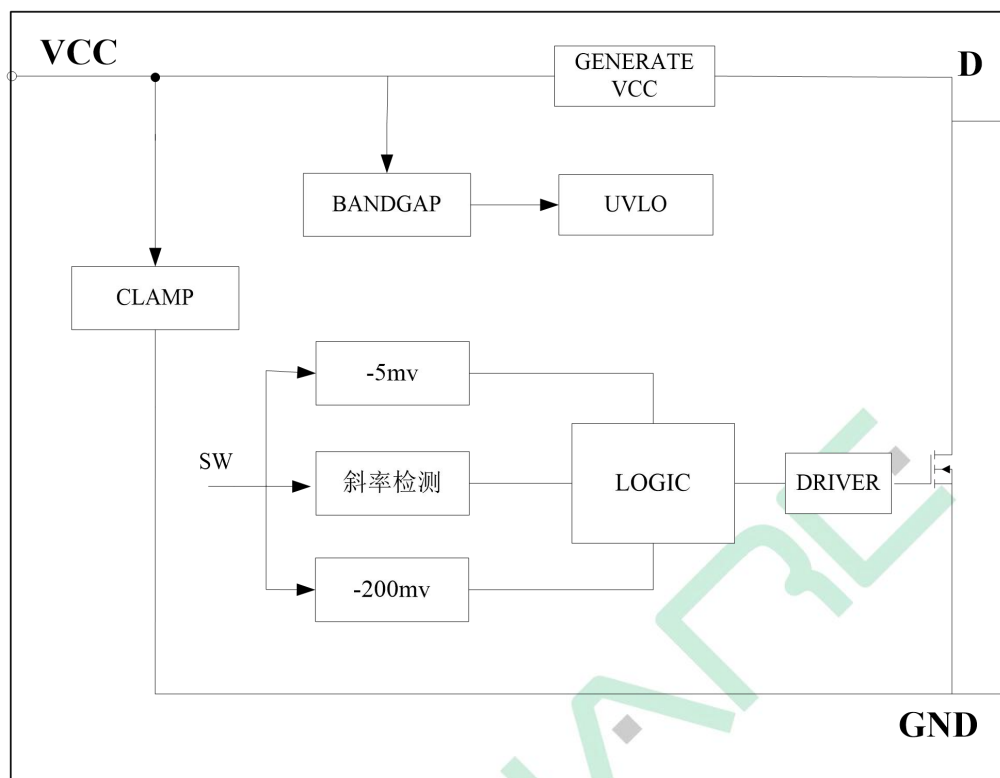 VCC
GENERATE
VCC
D
BANDGAP
UVLO
CLAMP
-5mv
SW
斜率检测
LOGIC
DRIVER
-200mv
GND